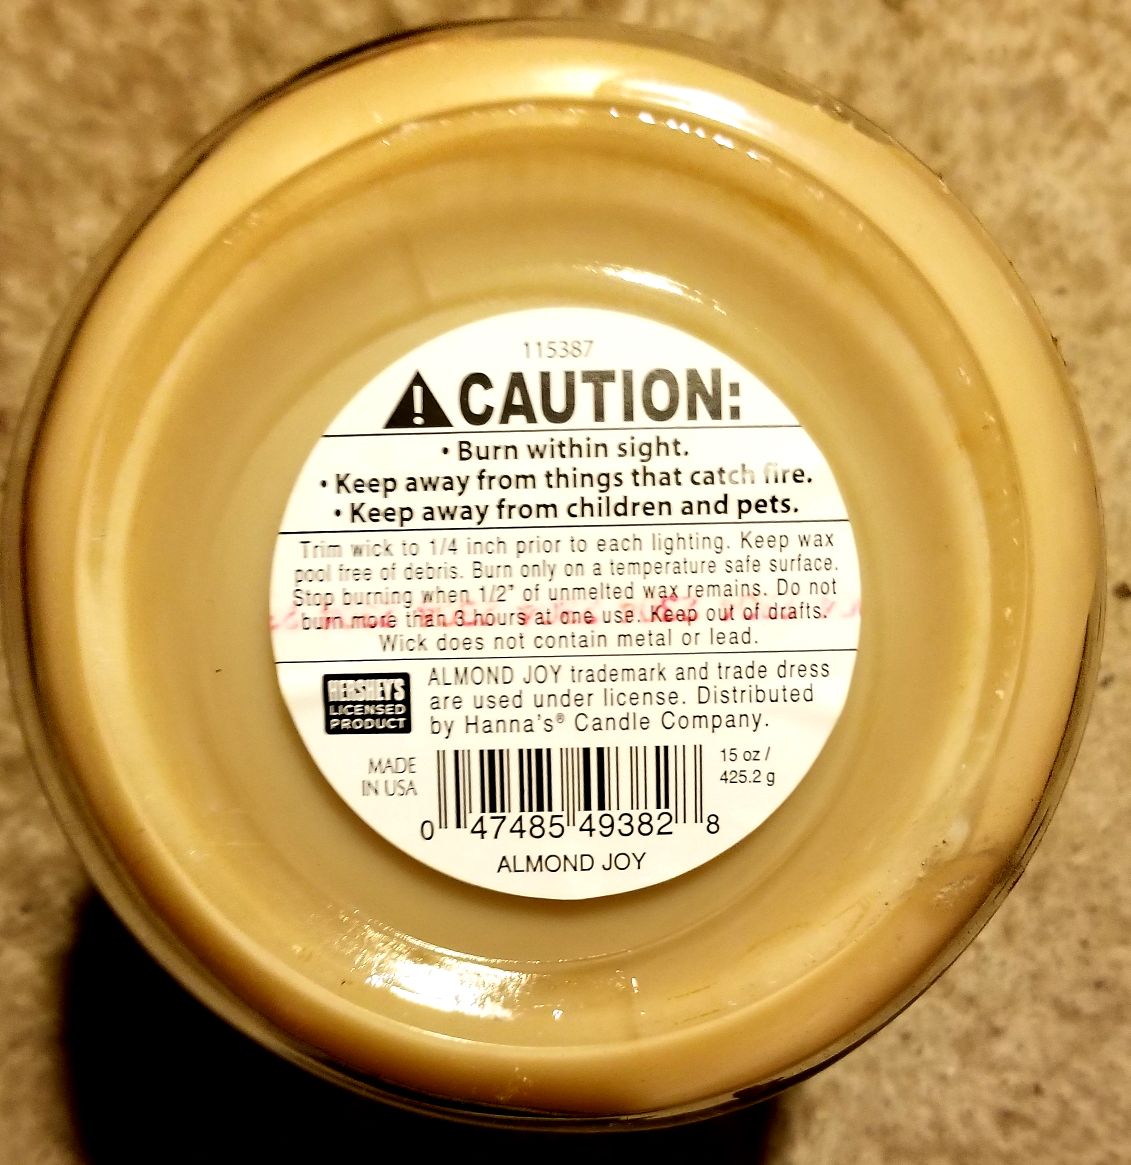 115387
CAUTION:
• Burn within sight.
• Keep away from things that catch fire.
• Keep away from children and pets.
Trim wick to 1/4 inch prior to each lighting. Keep wax
pool free of debris. Burn only on a temperature safe surface.
Stop burning when 1/2" of unmelted wax remains. Do not
burn more than 3 hours at one use. Keep out of drafts.
Wick does not contain metal or lead.
HERSHEY'S
LICENSED
PRODUCT
ALMOND JOY trademark and trade dress
are used under license. Distributed
by Hanna's® Candle Company.
MADE
IN USA
15 oz /
425.2 g
0 47485 49382 8
ALMOND JOY